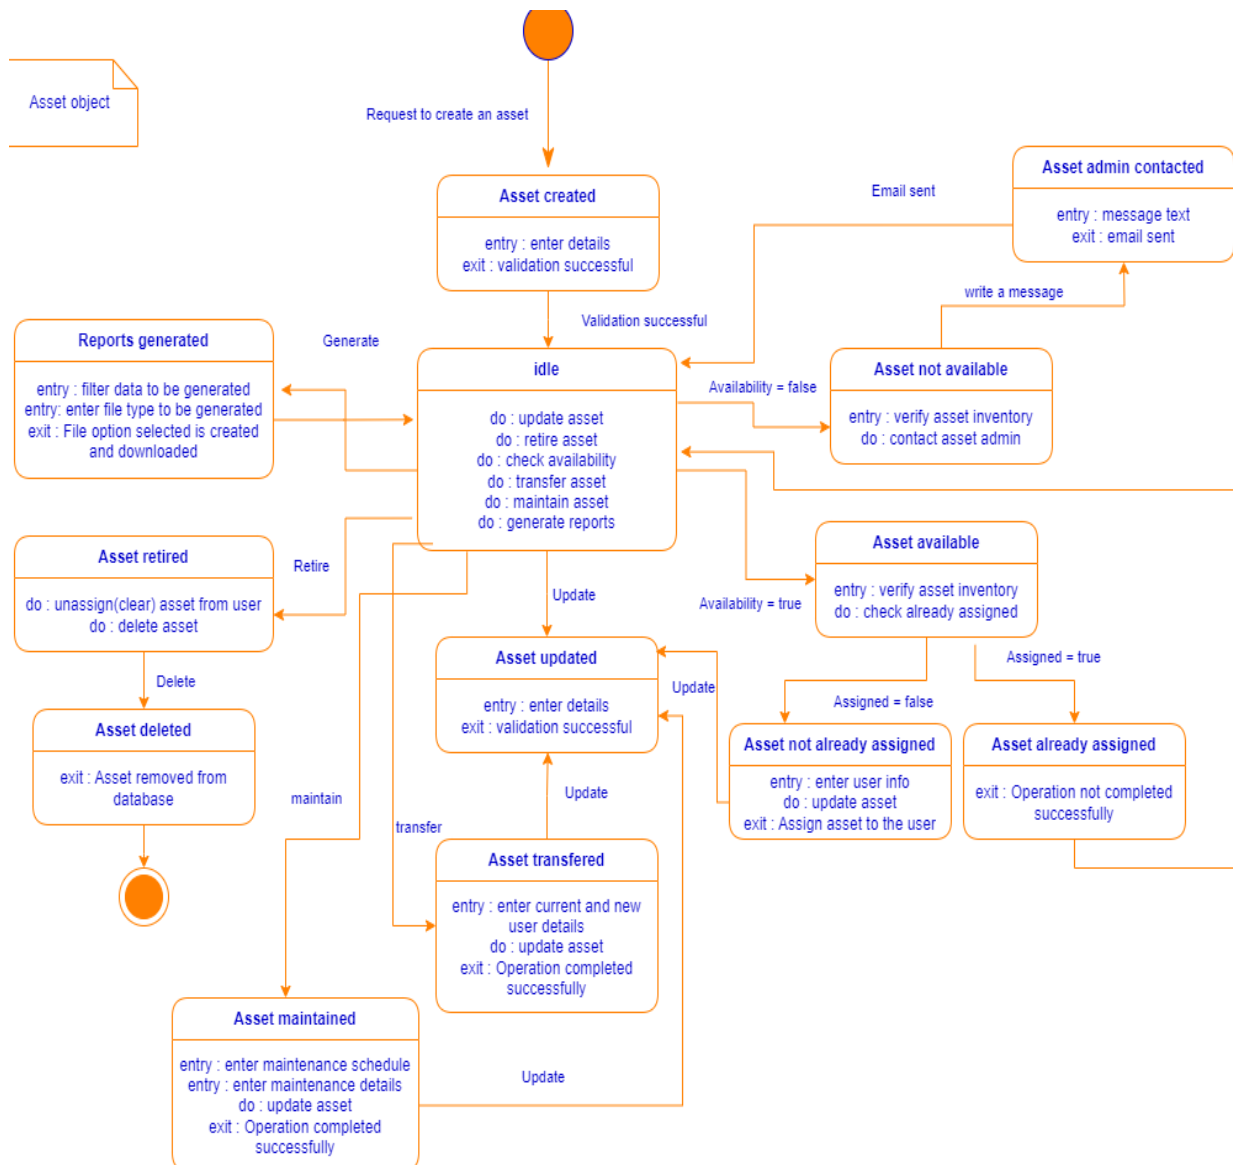 Asset object
Request to create an asset
Asset created
entry : enter details
exit : validation successful
Asset admin contacted
entry : message text
exit : email sent
Email sent
write a message
Validation successful
Reports generated
entry : filter data to be generated
entry: enter file type to be generated
exit : File option selected is created
and downloaded
Generate
idle
do : update asset
do : retire asset
do : check availability
do : transfer asset
do : maintain asset
do : generate reports
Availability = false
Asset not available
entry : verify asset inventory
do : contact asset admin
Asset retired
do : unassign(clear) asset from user
do : delete asset
Retire
Update
Availability = true
Asset available
entry : verify asset inventory
do : check already assigned
Delete
Asset updated
entry : enter details
exit : validation successful
Update
Assigned = true
Assigned = false
Asset deleted
exit : Asset removed from
database
Asset not already assigned
entry : enter user info
do : update asset
exit : Assign asset to the user
Asset already assigned
exit : Operation not completed
successfully
maintain
transfer
Update
Asset transfered
entry : enter current and new
user details
do : update asset
exit : Operation completed
successfully
Asset maintained
entry : enter maintenance schedule
entry : enter maintenance details
do : update asset
exit : Operation completed
successfully
Update